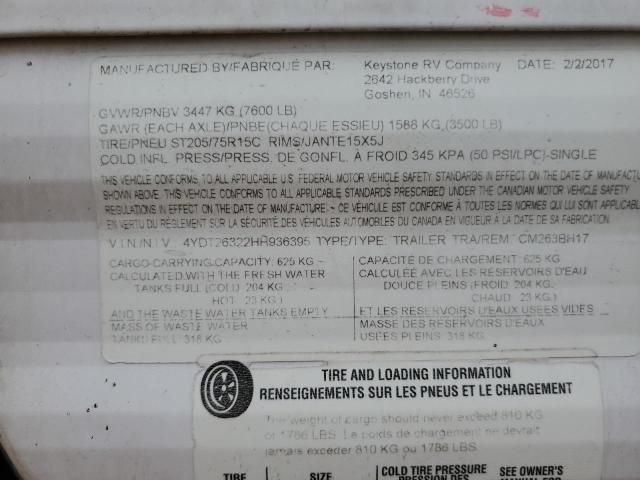 MANUFACTURED BY/FABRIQUÉ PAR: Keystone RV Company DATE: 2/2/2017
2642 Hackberry Drive
Goshen, IN 46526
GVWR/PNBV 3447 KG (7600 LB)
GAWR (EACH AXLE)/PNBE(CHAQUE ESSIEU) 1588 KG (3500 LB)
TIRE/PNEU ST205/75R15C RIMS/JANTE15X5J
COLD INFL. PRESS/PRESS. DE GONFL. À FROID 345 KPA (50 PSI/LPC)-SINGLE
THIS VEHICLE CONFORMS TO ALL APPLICABLE U.S. FEDERAL MOTOR VEHICLE SAFETY. STANDARDS IN EFFECT ON THE DATE OF MANUFAC
SHOWN ABOVE. THIS VEHICLE CONFORMS TO ALL APPLICABLE STANDARDS PRESCRIBED UNDER THE CANADIAN MOTOR VEHICLE SAFETY
REGULATIONS IN EFFECT ON THE DATE OF MANUFACTURE - CE VÉHICULE EST CONFORME À TOUTES LES NORMES QUI LUI SONT APPLICABLES
EN VERTU DU RÈGLEMENT SUR LA SÉCURITÉ DES VÉHICULES AUTOMOBILES DU CANADA EN VIGUEUR À LA DATE DE SA FABRICATION
V.I.N./N.I.V. 4YDT26322HH936395 TYPE/TYPE: TRAILER TRA/REM CM263BH17
CARGO-CARRYING CAPACITY: 625 KG
CALCULATED WITH THE FRESH WATER
TANKS FULL (COLD: 204 KG
HOT: 23 KG)
AND THE WASTE WATER TANKS EMPTY
MASS OF WASTE WATER
TANKS FULL: 318 KG
CAPACITÉ DE CHARGEMENT: 625 KG
CALCULÉE AVEC LES RÉSERVOIRS D'EAU
DOUCE PLEINS (FROID: 204 KG
CHAUD: 23 KG)
ET LES RESERVOIRS D'EAUX USÉES VIDES
MASSE DES RÉSERVOIRS D'EAUX
USÉES PLEINS: 318 KG
TIRE AND LOADING INFORMATION
RENSEIGNEMENTS SUR LES PNEUS ET LE CHARGEMENT
The weight of cargo should never exceed 810 KG
or 1786 LBS. Le poids de chargement ne devrait
jamais exceder 810 KG ou 1786 LBS.
TIRE SIZE COLD TIRE PRESSURE SEE OWNER'S
PRESSION DES MANUAL FOR